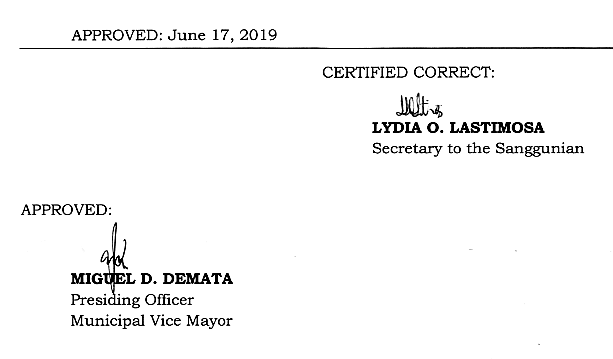 APPROVED: June 17, 2019
CERTIFIED CORRECT:
LYDIA O. LASTIMOSA
Secretary to the Sanggunian
APPROVED:
MIGUEL D. DEMATA
Presiding Officer
Municipal Vice Mayor